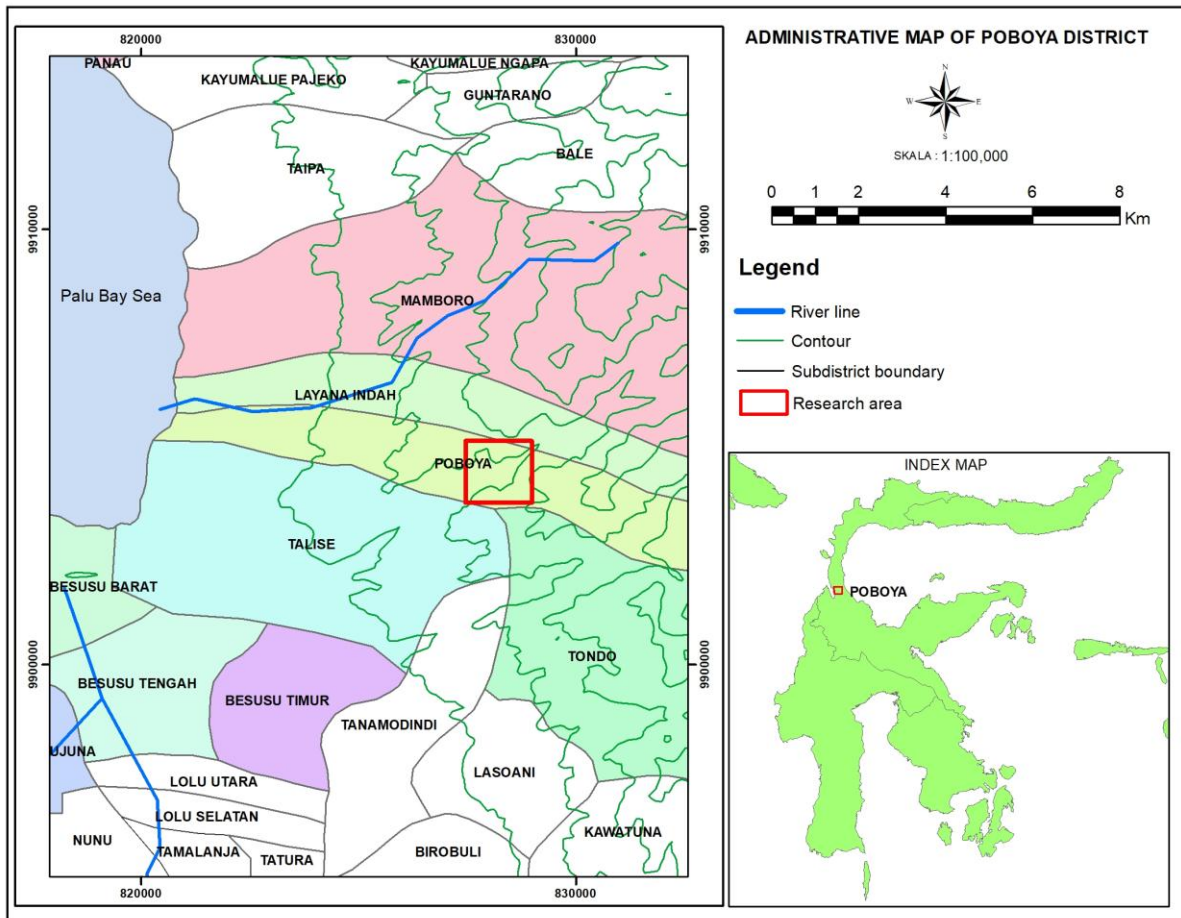 820000
830000
PANAU
KAYUMALUE PAJEKO
KAYUMALUE NGAPA
GUNTARANO
BALE
TAIPA
9910000
9910000
Palu Bay Sea
MAMBORO
LAYANA INDAH
POBOYA
TALISE
BESUSU BARAT
TONDO
9900000
9900000
BESUSU TENGAH
BESUSU TIMUR
TANAMODINDI
UJUNA
LASOANI
LOLU UTARA
LOLU SELATAN
NUNU
TAMALANJA
TATURA
BIROBULI
KAWATUNA
820000
830000
ADMINISTRATIVE MAP OF POBOYA DISTRICT
N
W
E
S
SKALA : 1:100,000
0 1 2 4 6 8
Km
Legend
River line
Contour
Subdistrict boundary
Research area
INDEX MAP
POBOYA